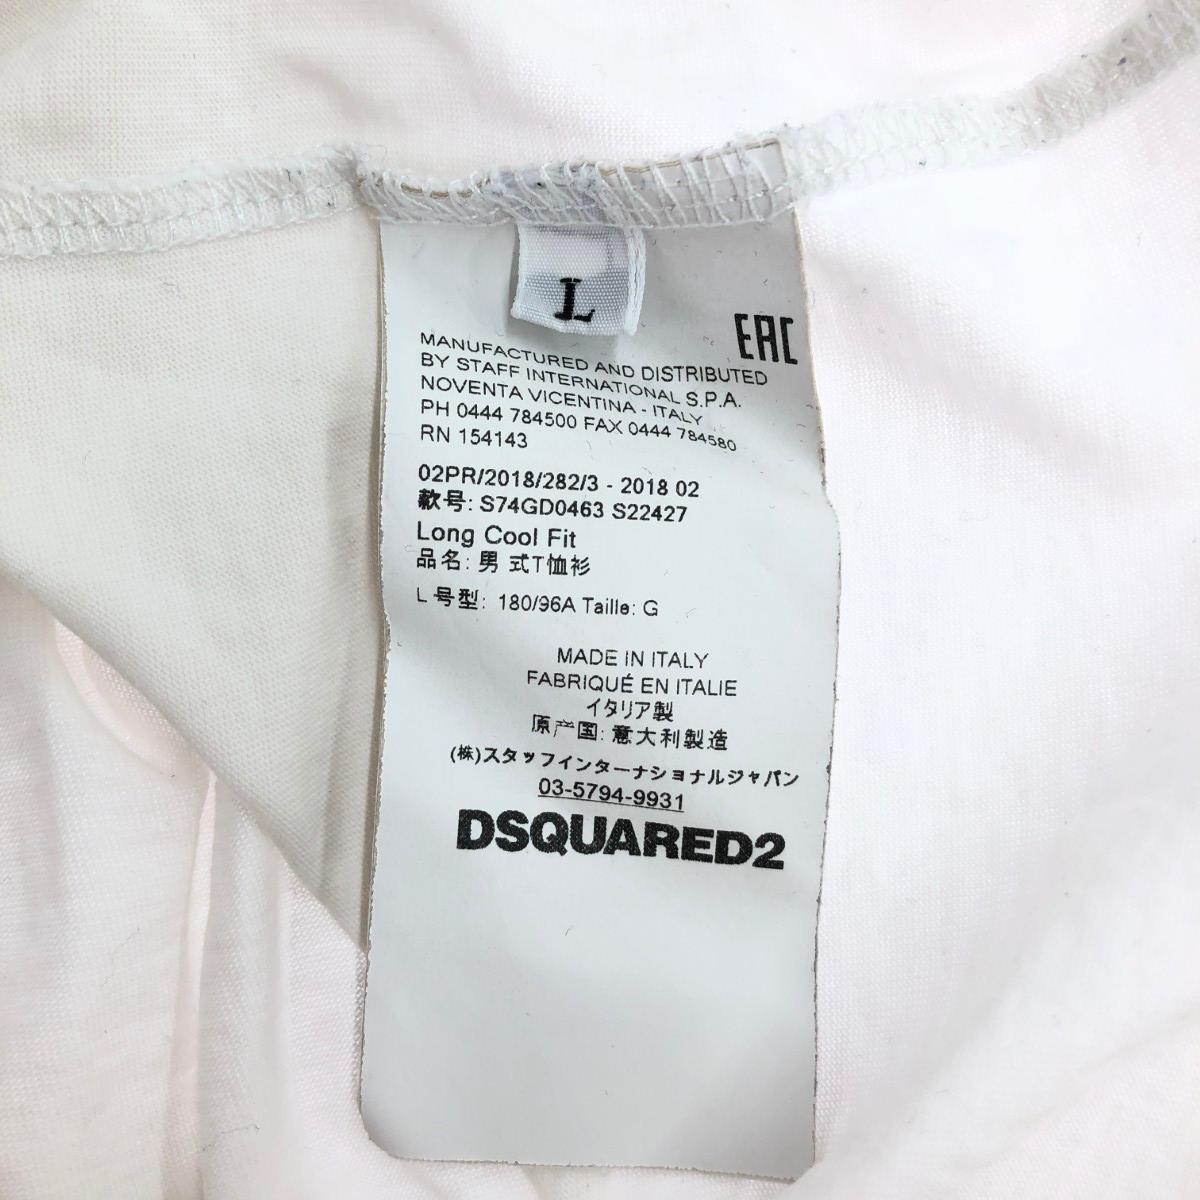 L
EAC
MANUFACTURED AND DISTRIBUTED
BY STAFF INTERNATIONAL S.P.A.
NOVENTA VICENTINA - ITALY
PH 0444 784500 FAX 0444 784580
RN 154143
02PR/2018/282/3 - 2018 02
款号: S74GD0463 S22427
Long Cool Fit
品名: 男 式T恤衫
L 号型: 180/96A Taille: G
MADE IN ITALY
FABRIQUÉ EN ITALIE
イタリア製
原产国: 意大利製造
(株)スタッフインターナショナルジャパン
03-5794-9931
DSQUARED2